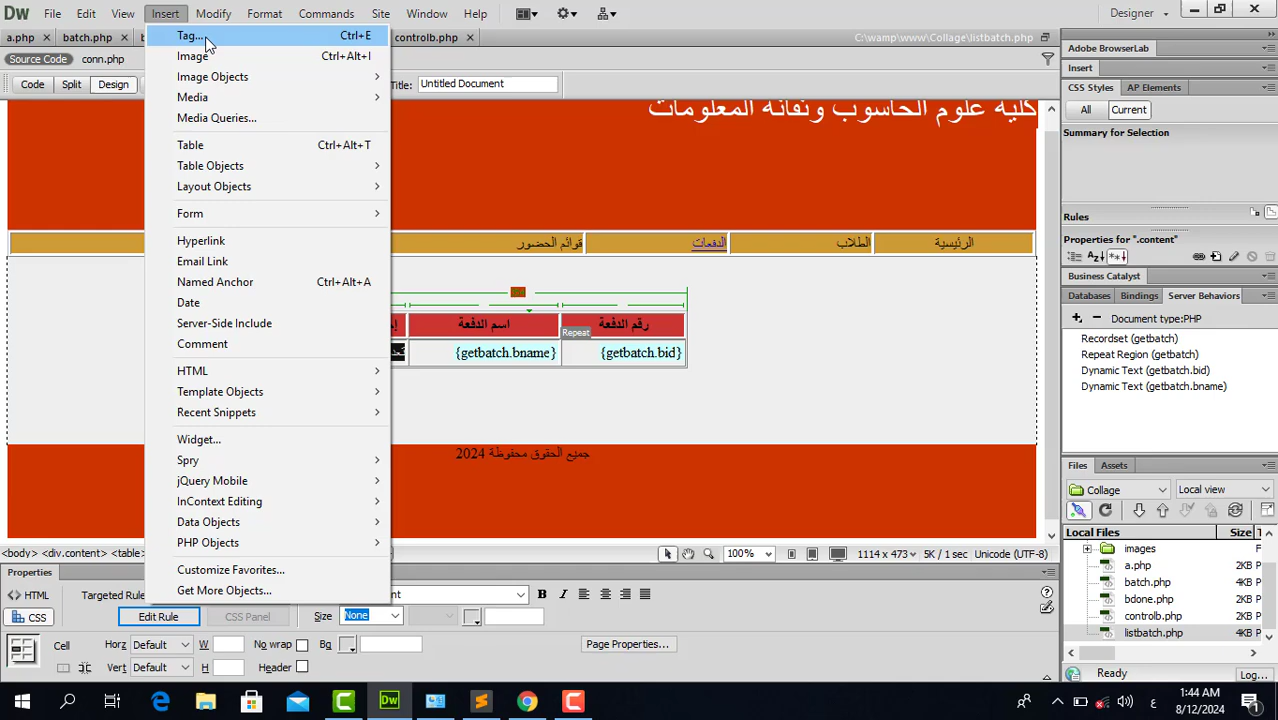 Dw File Edit View Insert Modify Format Commands Site Window Help Designer
a.php × batch.php × controlb.php × C:\wamp\www\Collage\listbatch.php
Source Code conn.php
Code Split Design Title: Untitled Document
Tag... Ctrl+E
Image Ctrl+Alt+I
Image Objects
Media
Media Queries...
Table Ctrl+Alt+T
Table Objects
Layout Objects
Form
Hyperlink
Email Link
Named Anchor Ctrl+Alt+A
Date
Server-Side Include
Comment
HTML
Template Objects
Recent Snippets
Widget...
Spry
jQuery Mobile
InContext Editing
Data Objects
PHP Objects
Customize Favorites...
Get More Objects...
كلية علوم الحاسوب وتقانة المعلومات
الرئيسية الطلاب الدفعات قوائم الحضور
رقم الدفعة اسم الدفعة
Repeat
{getbatch.bid} {getbatch.bname}
جميع الحقوق محفوظة 2024
Adobe BrowserLab
Insert
CSS Styles AP Elements
All Current
Summary for Selection
Rules
Properties for ".content"
Business Catalyst
Databases Bindings Server Behaviors
Document type:PHP
Recordset (getbatch)
Repeat Region (getbatch)
Dynamic Text (getbatch.bid)
Dynamic Text (getbatch.bname)
Files Assets
Collage Local view
Local Files Size
images
a.php 2KB
batch.php 2KB
bdone.php 2KB
controlb.php 2KB
listbatch.php 4KB
Ready Log...
<body> <div.content> <table> 100% 1114 x 473 5K / 1 sec Unicode (UTF-8)
Properties
HTML Targeted Rule
CSS Edit Rule CSS Panel Size None
Cell Horz Default W No wrap Bg Page Properties...
Vert Default H Header
ع 1:44 AM
8/12/2024